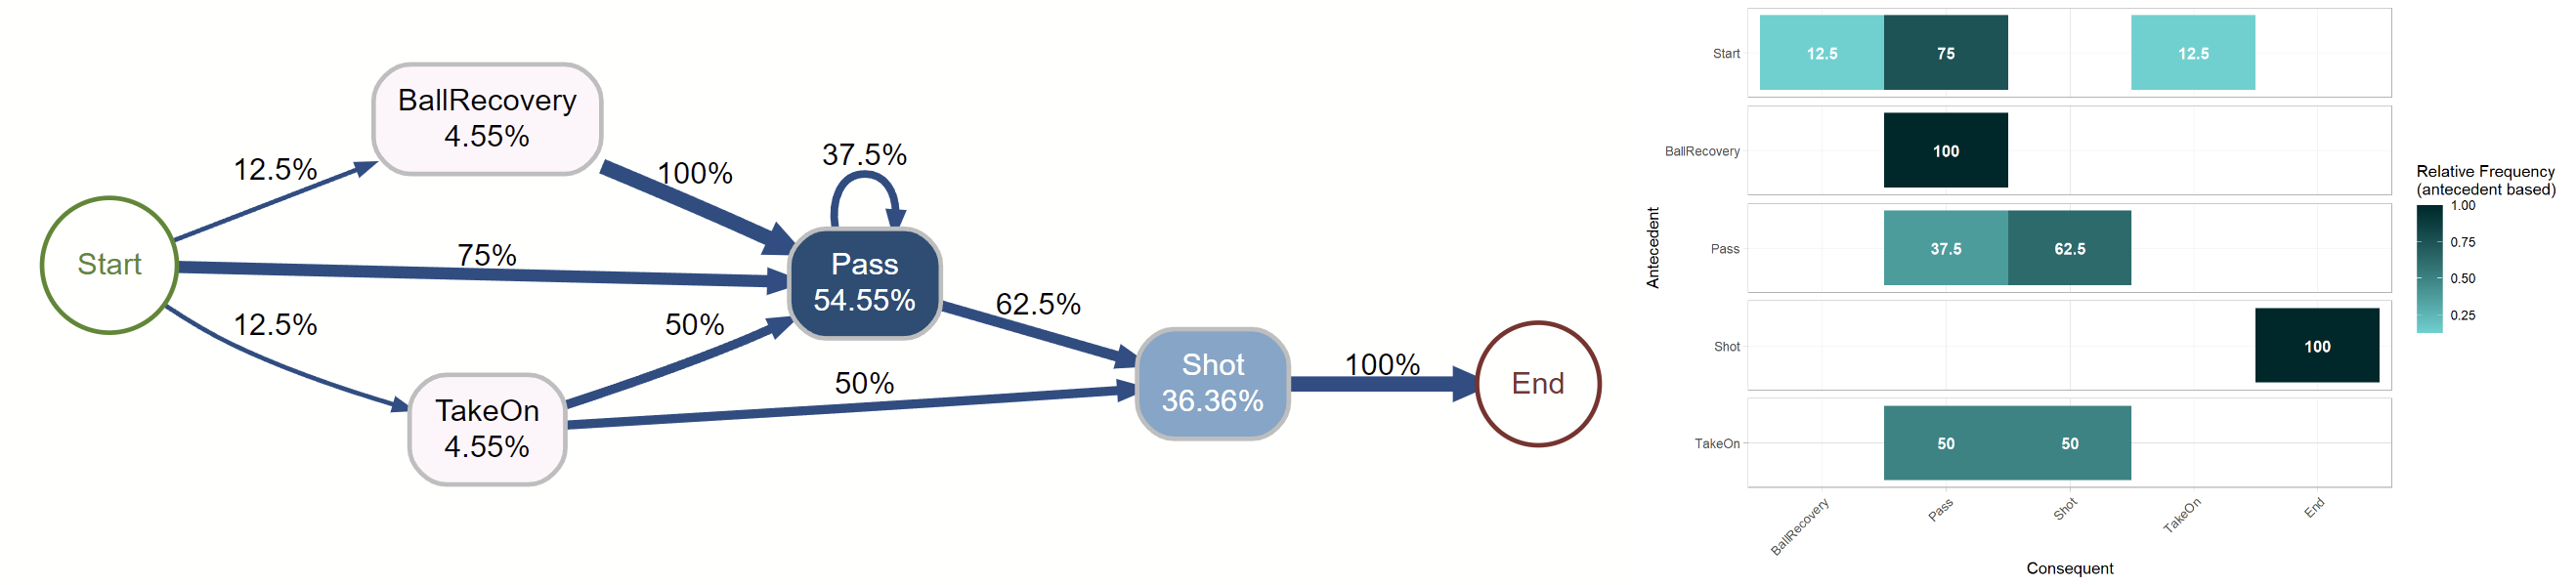 BallRecovery
4.55%
12.5%
100%
37.5%
Start
75%
Pass
54.55%
12.5%
50%
62.5%
TakeOn
4.55%
50%
Shot
36.36%
100%
End
Start
12.5
75
12.5
BallRecovery
100
Pass
37.5
62.5
Shot
100
TakeOn
50
50
Antecedent
BallRecovery
Pass
Shot
TakeOn
End
Consequent
Relative Frequency
(antecedent based)
1.00
0.75
0.50
0.25